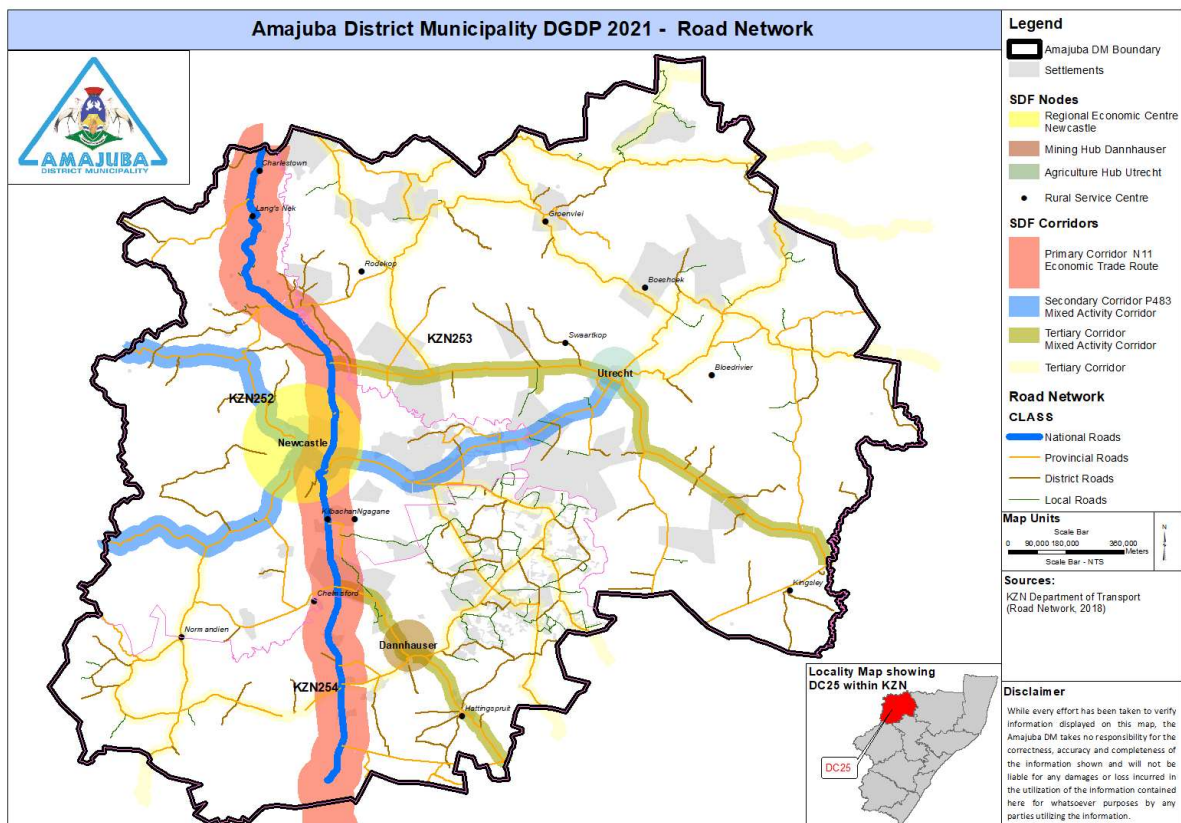 Amajuba District Municipality DGDP 2021 - Road Network
AMAJUBA
DISTRICT MUNICIPALITY
Charlestown
Lang's Nek
Groenvlei
Rodekop
Boeshoek
KZN253
Swaartkop
Utrecht
Bloedrivier
KZN252
Newcastle
KilbachanNgagane
Chelmsford
Kingsley
Normandien
Dannhauser
KZN254
Hattingspruit
Legend
Amajuba DM Boundary
Settlements
SDF Nodes
Regional Economic Centre
Newcastle
Mining Hub Dannhauser
Agriculture Hub Utrecht
Rural Service Centre
SDF Corridors
Primary Corridor N11
Economic Trade Route
Secondary Corridor P483
Mixed Activity Corridor
Tertiary Corridor
Mixed Activity Corridor
Tertiary Corridor
Road Network
CLASS
National Roads
Provincial Roads
District Roads
Local Roads
Map Units
Scale Bar
0 90,000 180,000 360,000
Meters
Scale Bar - NTS
N
Sources:
KZN Department of Transport
(Road Network, 2018)
Locality Map showing
DC25 within KZN
DC25
Disclaimer
While every effort has been taken to verify
information displayed on this map, the
Amajuba DM takes no responsibility for the
correctness, accuracy and completeness of
the information shown and will not be
liable for any damages or loss incurred in
the utilization of the information contained
here for whatsoever purposes by any
parties utilizing the information.